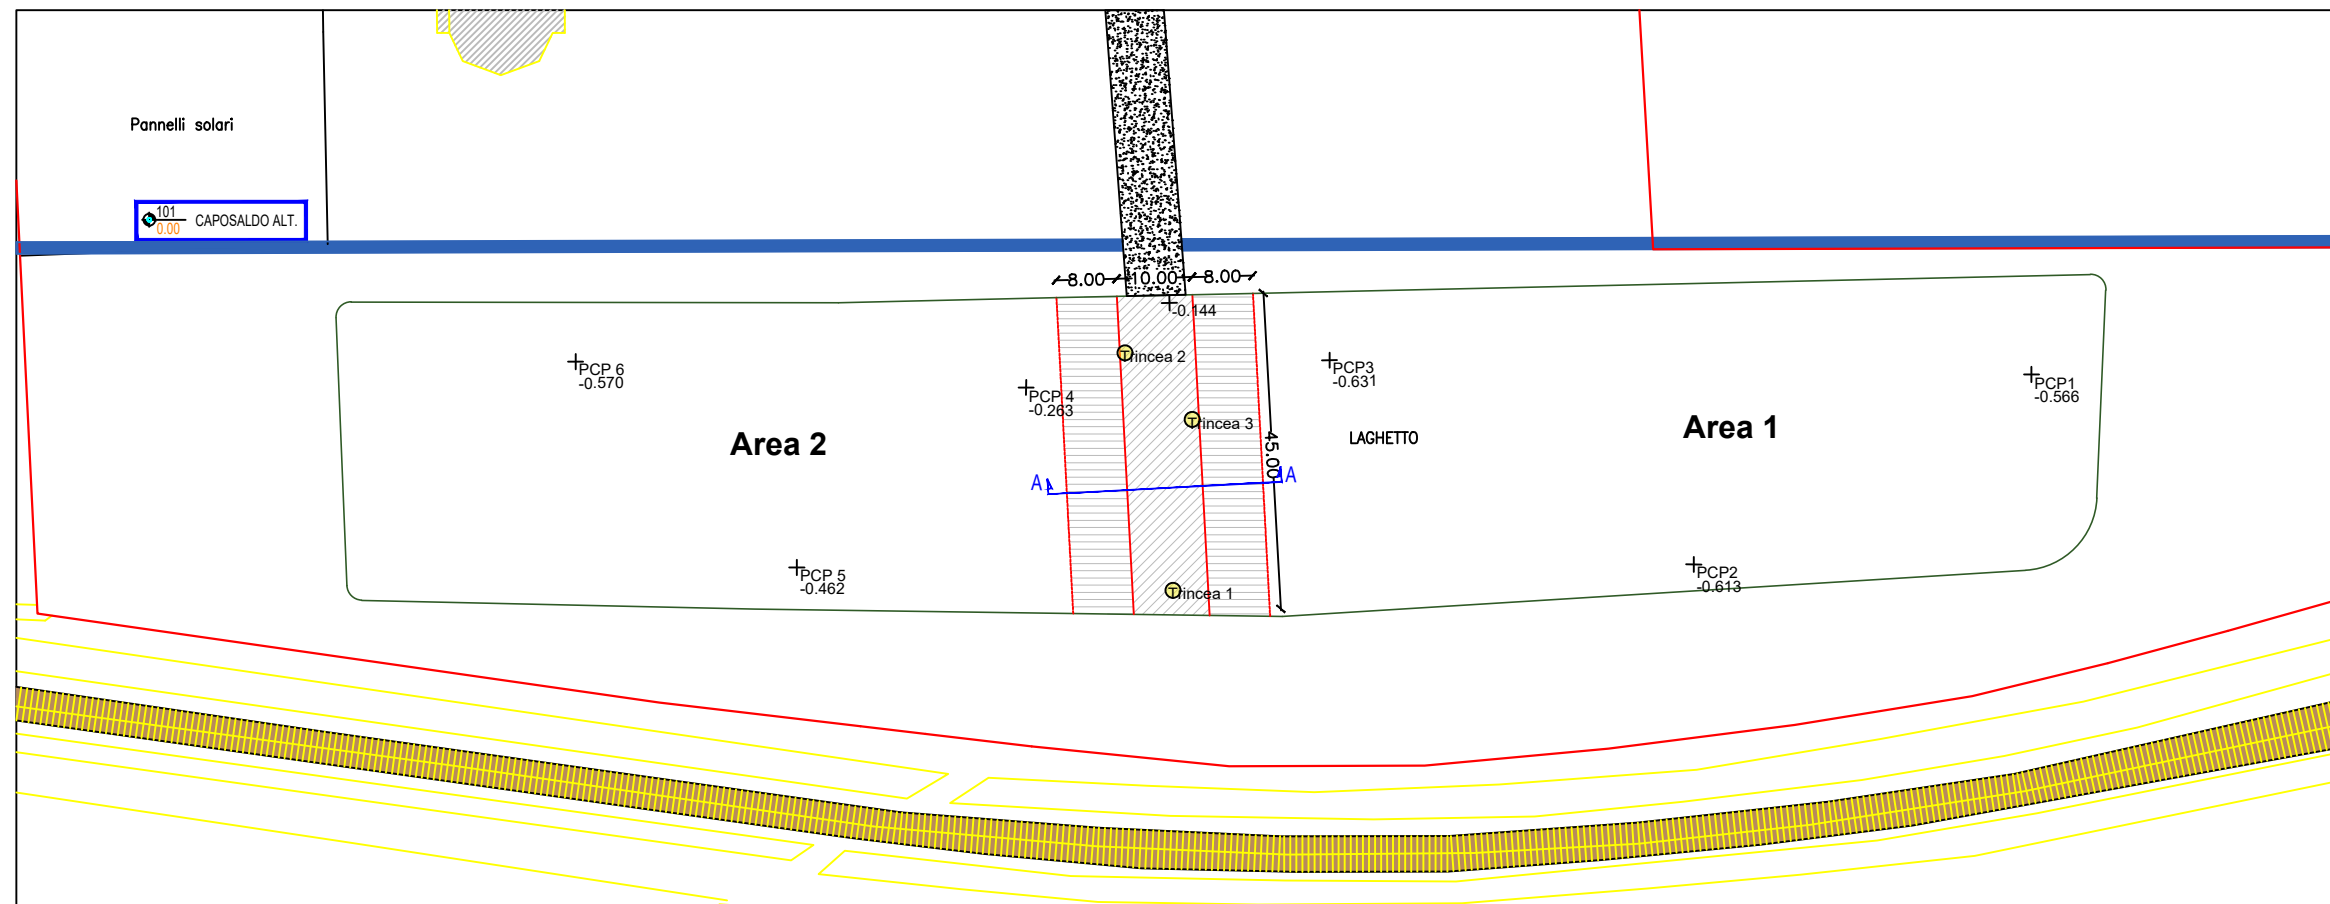 Pannelli solari
101
0.00
CAPOSALDO ALT.
8.00
10.00
8.00
-0.144
Trincea 2
PCP 6
-0.570
PCP3
-0.631
PCP1
-0.566
PCP 4
-0.263
Trincea 3
Area 2
Area 1
LAGHETTO
45.00
A
A
PCP 5
-0.462
PCP2
-0.613
Trincea 1